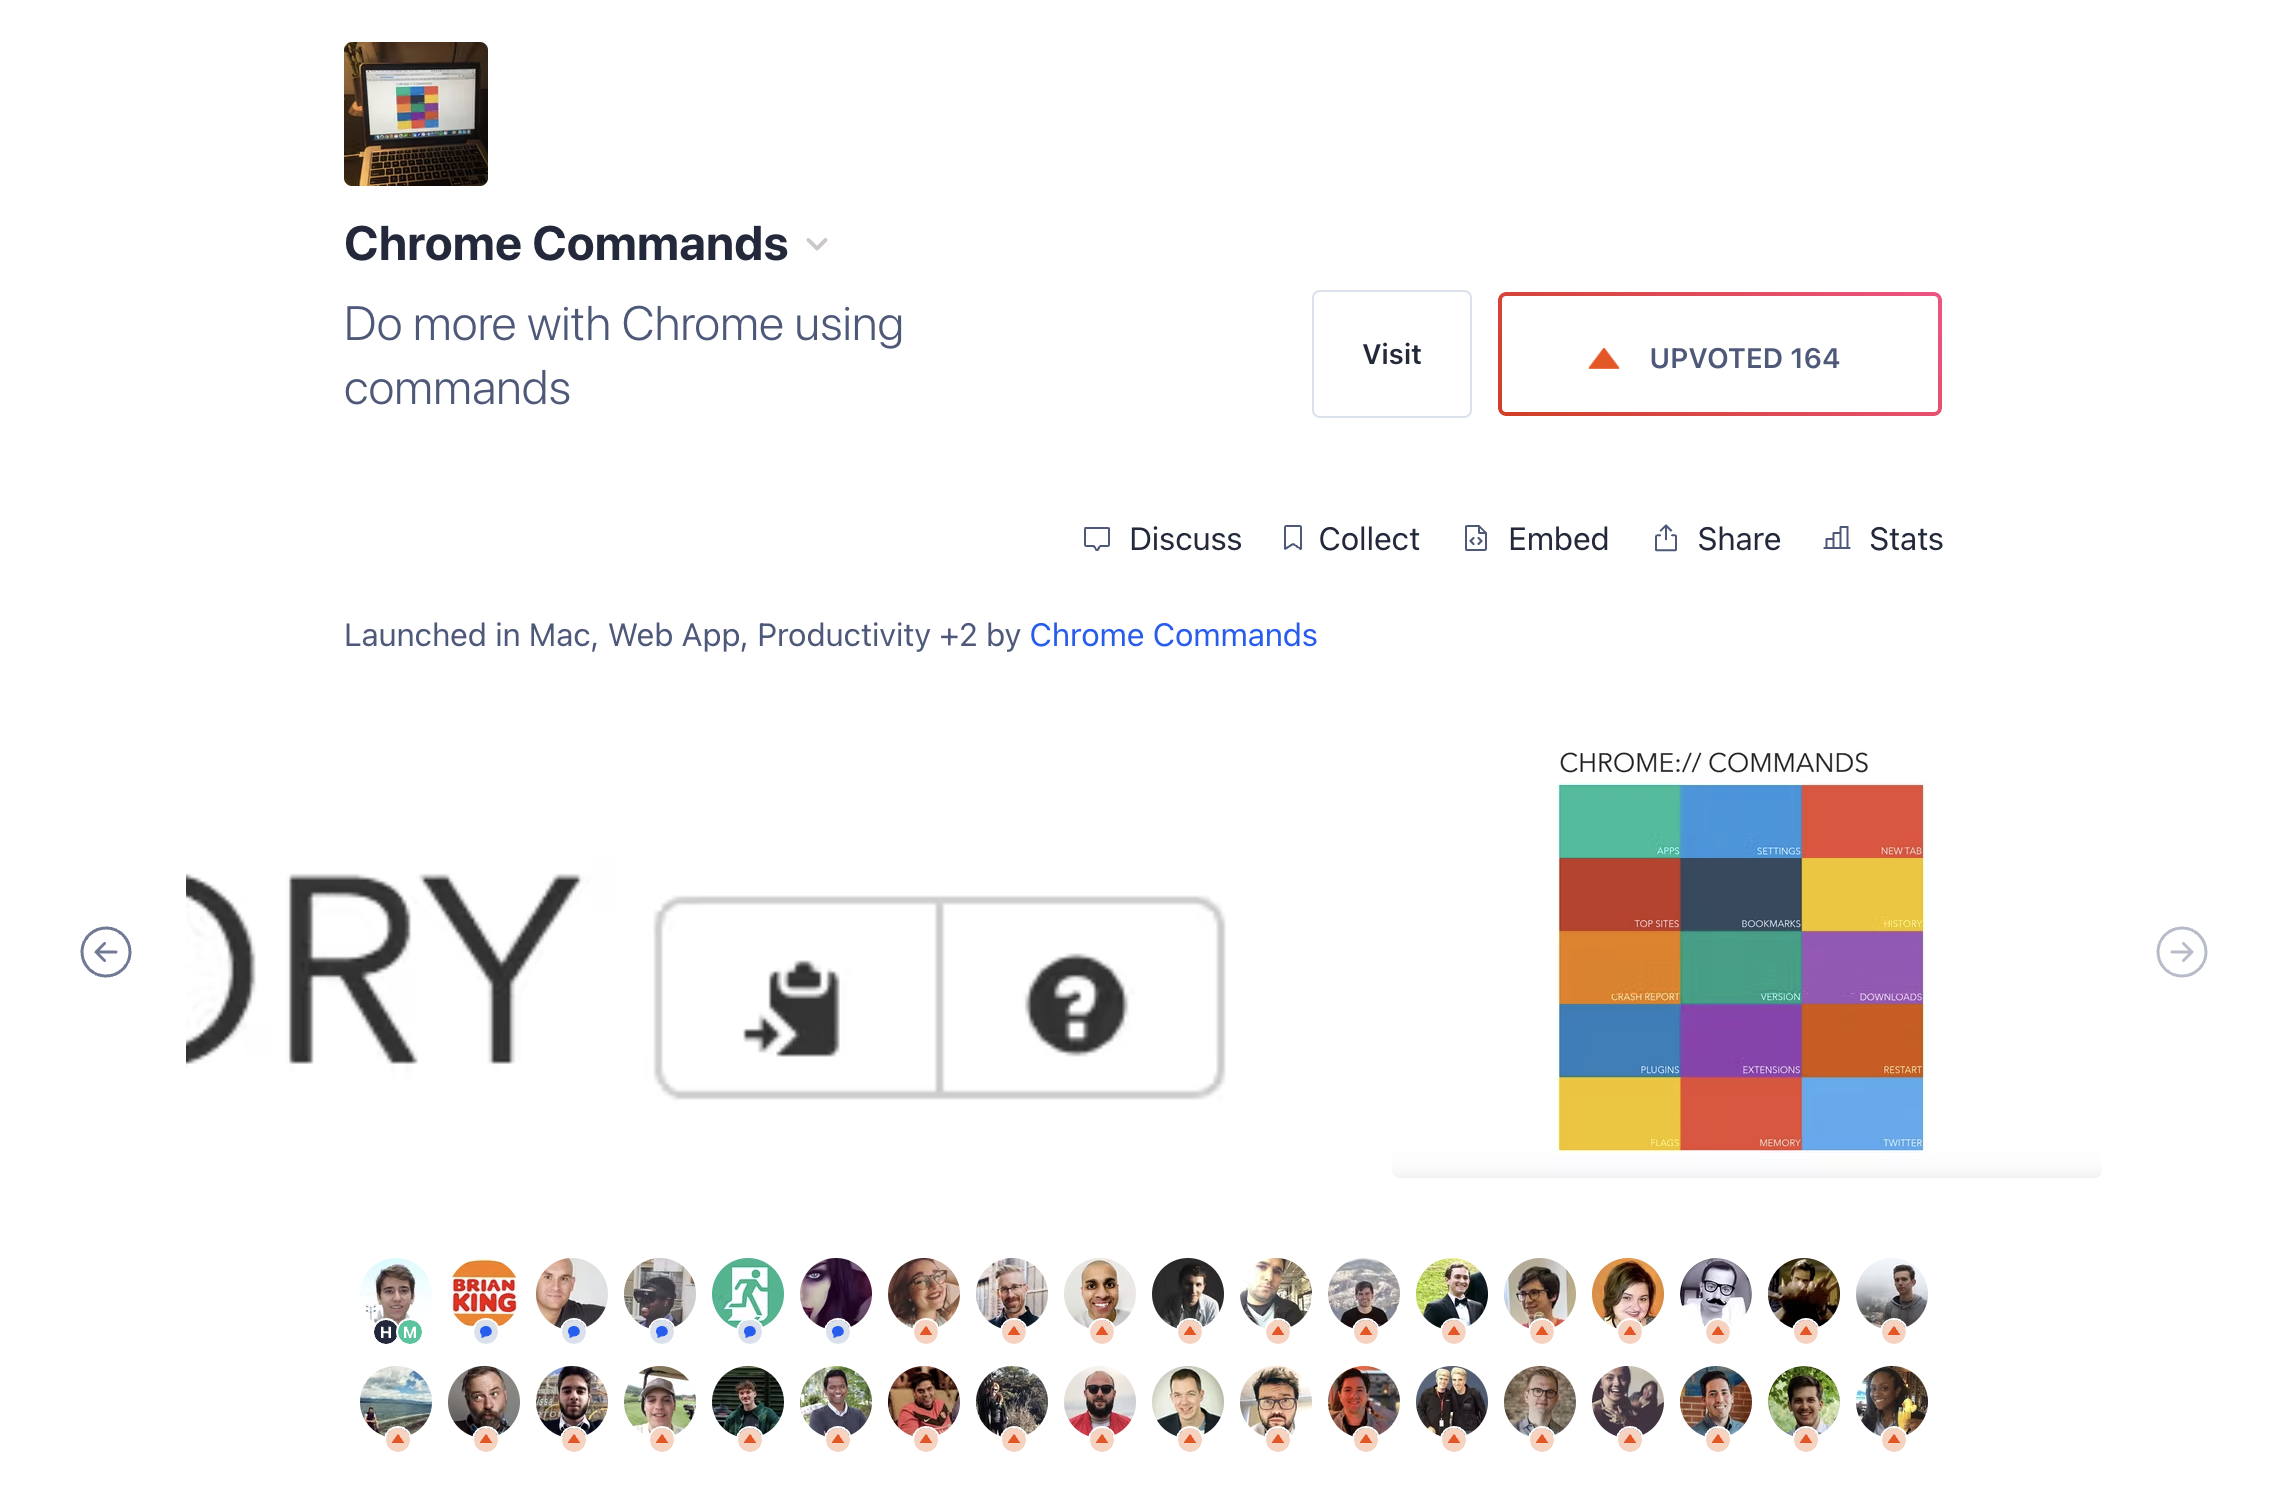 Chrome Commands
Do more with Chrome using
commands
Visit
UPVOTED 164
Discuss
Collect
Embed
Share
Stats
Launched in Mac, Web App, Productivity +2 by Chrome Commands
ORY
CHROME:// COMMANDS
APPS
SETTINGS
NEW TAB
TOP SITES
BOOKMARKS
HISTORY
CRASH REPORT
VERSION
DOWNLOADS
PLUGINS
EXTENSIONS
RESTART
FLAGS
MEMORY
TWITTER
H
M
BRIAN
KING